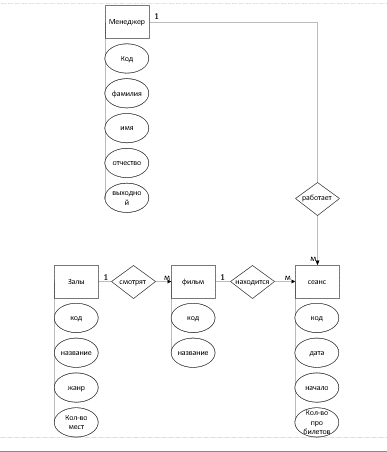 Менеджер 1
Код
фамилия
имя
отчество
выходно
й
работает
м
Залы 1 смотрят м фильм 1 находится м сеанс
код код код
название название дата
жанр начало
Кол-во
мест
Кол-во
про
билетов